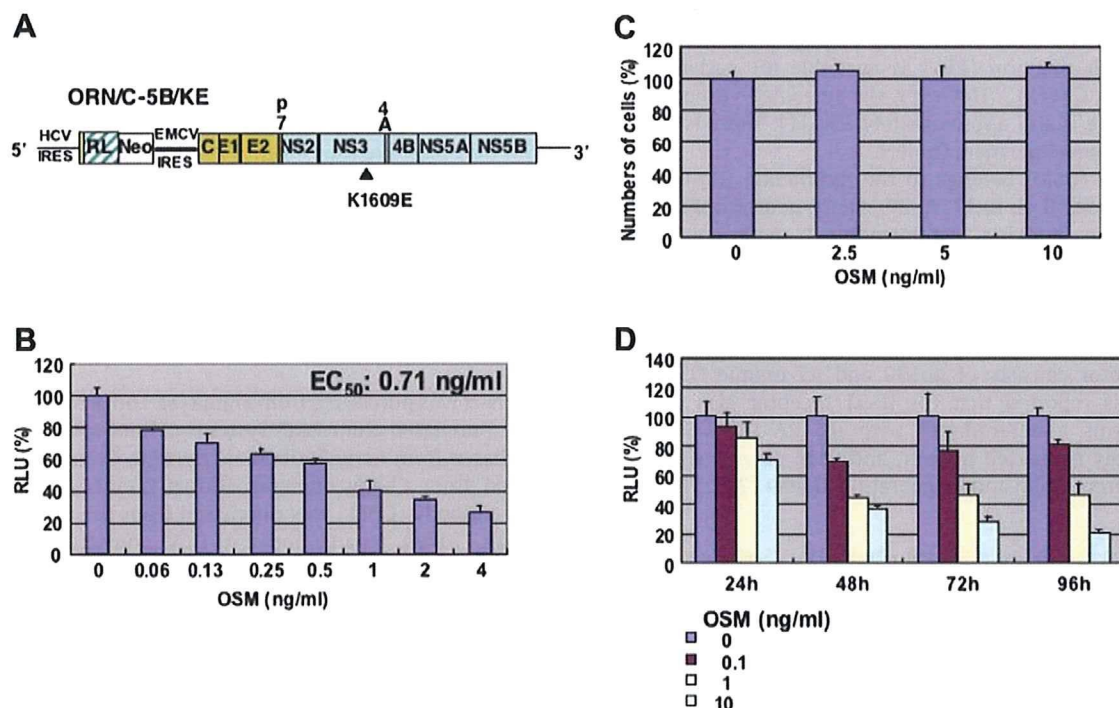 A
ORN/C-5B/KE
p
7
4
A
HCV
IRES
5'
RL
Neo
EMCV
IRES
C
E1
E2
NS2
NS3
4B
NS5A
NS5B
3'
K1609E
B
EC50: 0.71 ng/ml
RLU (%)
120
100
80
60
40
20
0
0 0.06 0.13 0.25 0.5 1 2 4
OSM (ng/ml)
C
Numbers of cells (%)
120
100
80
60
40
20
0
0 2.5 5 10
OSM (ng/ml)
D
RLU (%)
140
120
100
80
60
40
20
0
24h 48h 72h 96h
OSM (ng/ml)
0
0.1
1
10